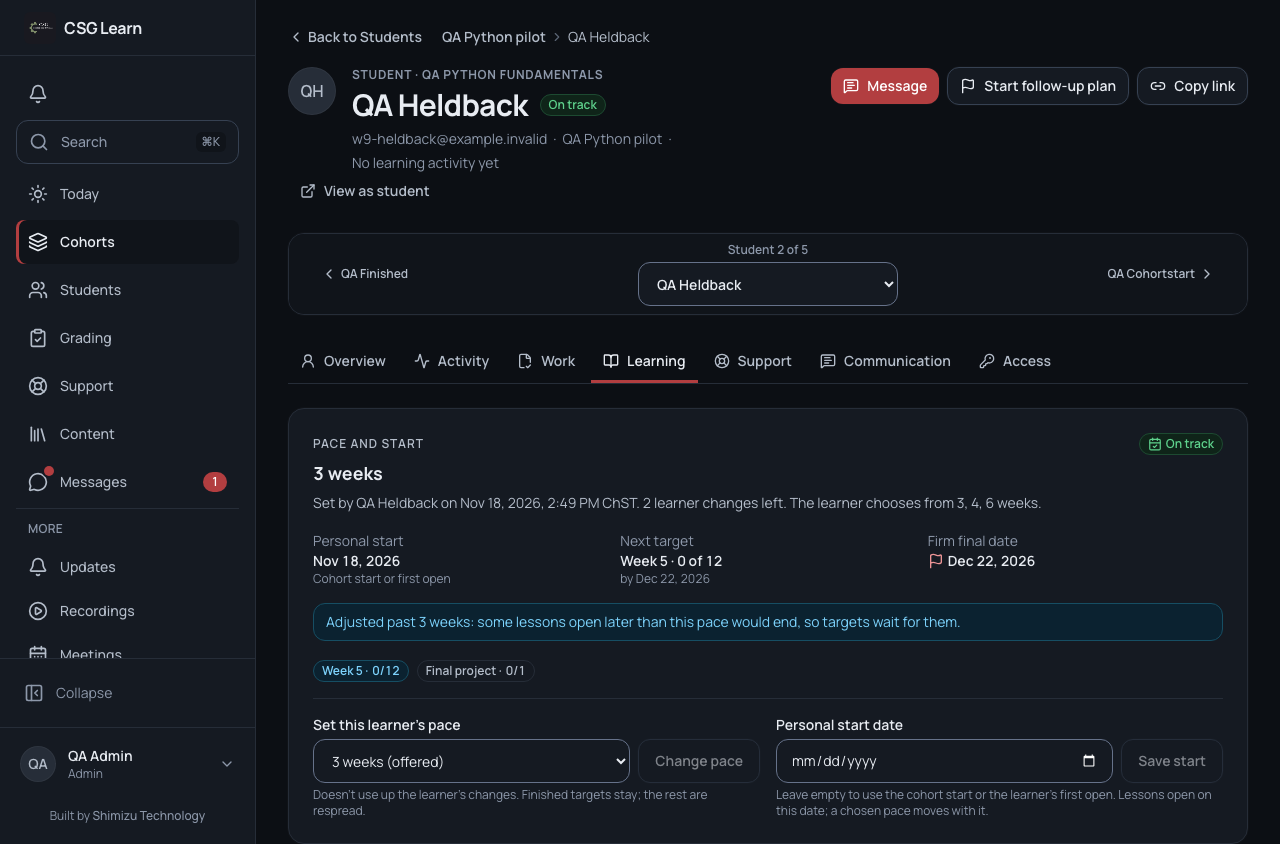 CSG Learn
Search
⌘K
Today
Cohorts
Students
Grading
Support
Content
Messages
1
MORE
Updates
Recordings
Meetings
Collapse
QA
QA Admin
Admin
Built by Shimizu Technology
Back to Students
QA Python pilot
QA Heldback
QH
STUDENT · QA PYTHON FUNDAMENTALS
QA Heldback
On track
w9-heldback@example.invalid · QA Python pilot ·
No learning activity yet
View as student
Message
Start follow-up plan
Copy link
QA Finished
Student 2 of 5
QA Heldback
QA Cohortstart
Overview
Activity
Work
Learning
Support
Communication
Access
PACE AND START
On track
3 weeks
Set by QA Heldback on Nov 18, 2026, 2:49 PM ChST. 2 learner changes left. The learner chooses from 3, 4, 6 weeks.
Personal start
Nov 18, 2026
Cohort start or first open
Next target
Week 5 · 0 of 12
by Dec 22, 2026
Firm final date
Dec 22, 2026
Adjusted past 3 weeks: some lessons open later than this pace would end, so targets wait for them.
Week 5 · 0/12
Final project · 0/1
Set this learner's pace
3 weeks (offered)
Change pace
Doesn't use up the learner's changes. Finished targets stay; the rest are
respread.
Personal start date
mm/dd/yyyy
Save start
Leave empty to use the cohort start or the learner's first open. Lessons open on
this date; a chosen pace moves with it.